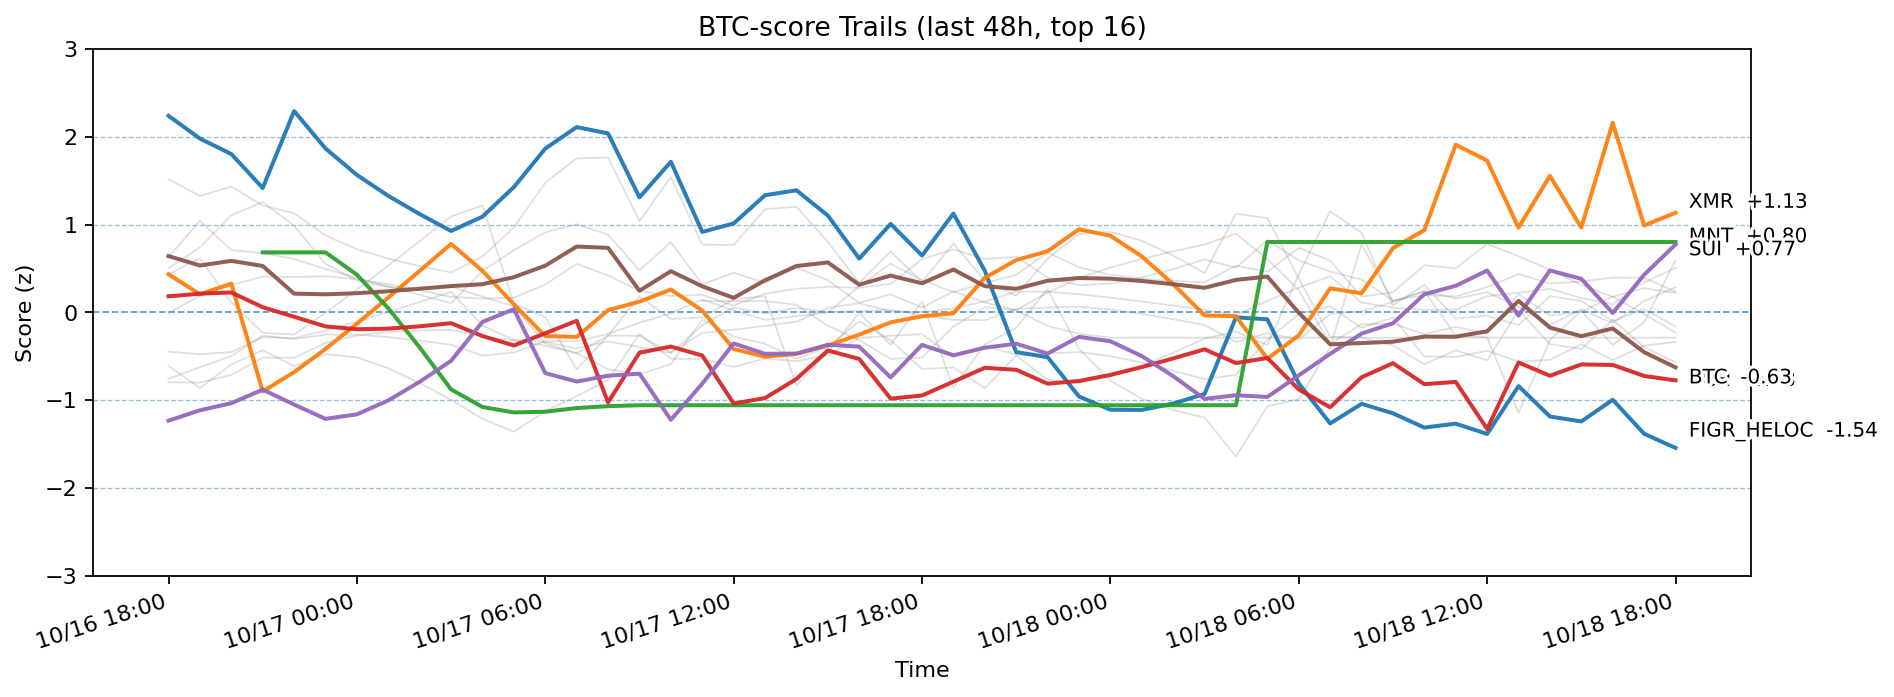 BTC-score Trails (last 48h, top 16)
Score (z)
3
2
1
0
−1
−2
−3
XMR +1.13
MNT +0.80
SUI +0.77
BTC -0.63
FIGR_HELOC -1.54
10/16 18:00
10/17 00:00
10/17 06:00
10/17 12:00
10/17 18:00
10/18 00:00
10/18 06:00
10/18 12:00
10/18 18:00
Time